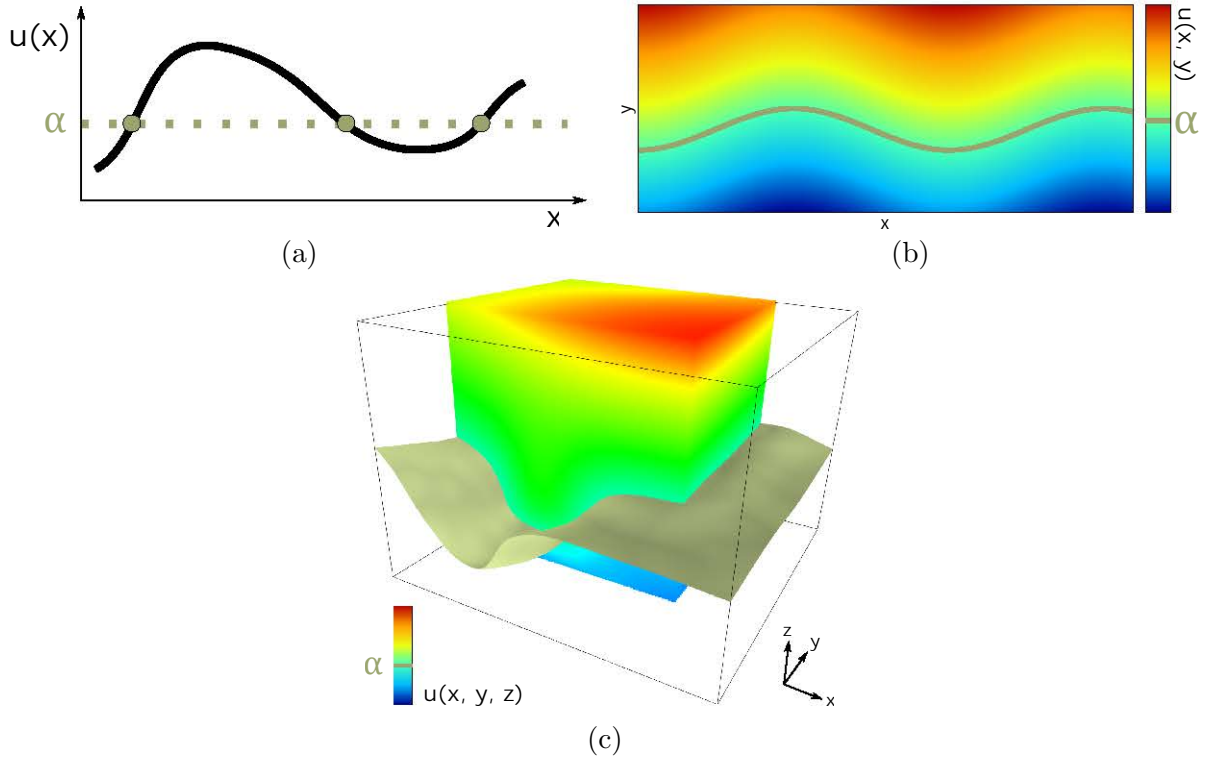 u(x)
α
x
(a)
y
x
u(x, y)
α
(b)
α
u(x, y, z)
z
y
x
(c)